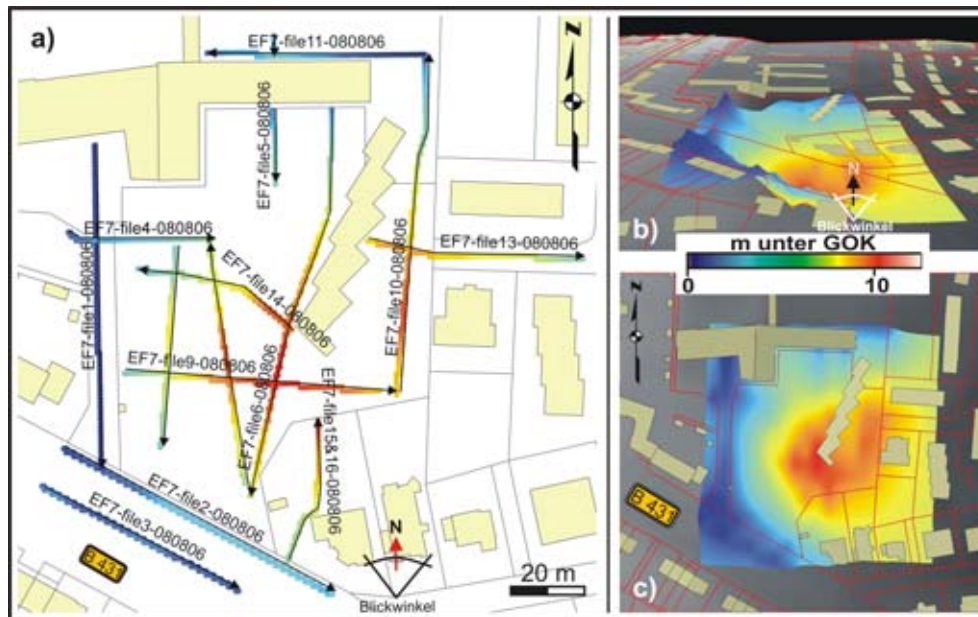 a)
EF7-file11-080806
N
EF7-file5-080806
EF7-file4-080806
EF7-file13-080806
EF7-file1-080806
EF7-file14-080806
EF7-file10-080806
EF7-file9-080806
EF7-file6-080806
EF7-file15&16-080806
EF7-file2-080806
EF7-file3-080806
B 431
N
Blickwinkel
20 m
b)
N
Blickwinkel
m unter GOK
0 10
N
B 431
c)